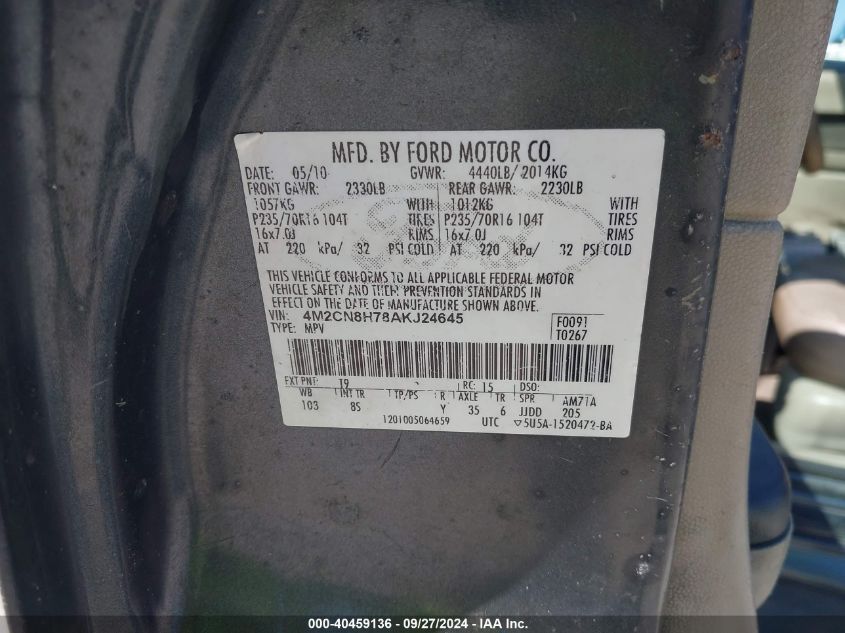 MFD. BY FORD MOTOR CO.
DATE: 05/10 GVWR: 4440LB/ 2014KG
FRONT GAWR: 2330LB REAR GAWR: 2230LB
1057KG WITH 1012KG WITH
P235/70R16 104T TIRES P235/70R16 104T TIRES
16x7.0J RIMS 16x7.0J RIMS
AT 220 kPa/ 32 PSI COLD AT 220 kPa/ 32 PSI COLD
THIS VEHICLE CONFORMS TO ALL APPLICABLE FEDERAL MOTOR
VEHICLE SAFETY AND THEFT PREVENTION STANDARDS IN
EFFECT ON THE DATE OF MANUFACTURE SHOWN ABOVE.
VIN: 4M2CN8H78AKJ24645 F0091
TYPE: MPV T0267
EXT PNT: T9 RC: 15 DSO:
WB INT TR TP/PS R AXLE TR SPR AM71A
103 8S Y 35 6 JJDD 205
1201005064659 UTC ▽5U5A-1520472-BA
000-40459136 - 09/27/2024 - IAA Inc.